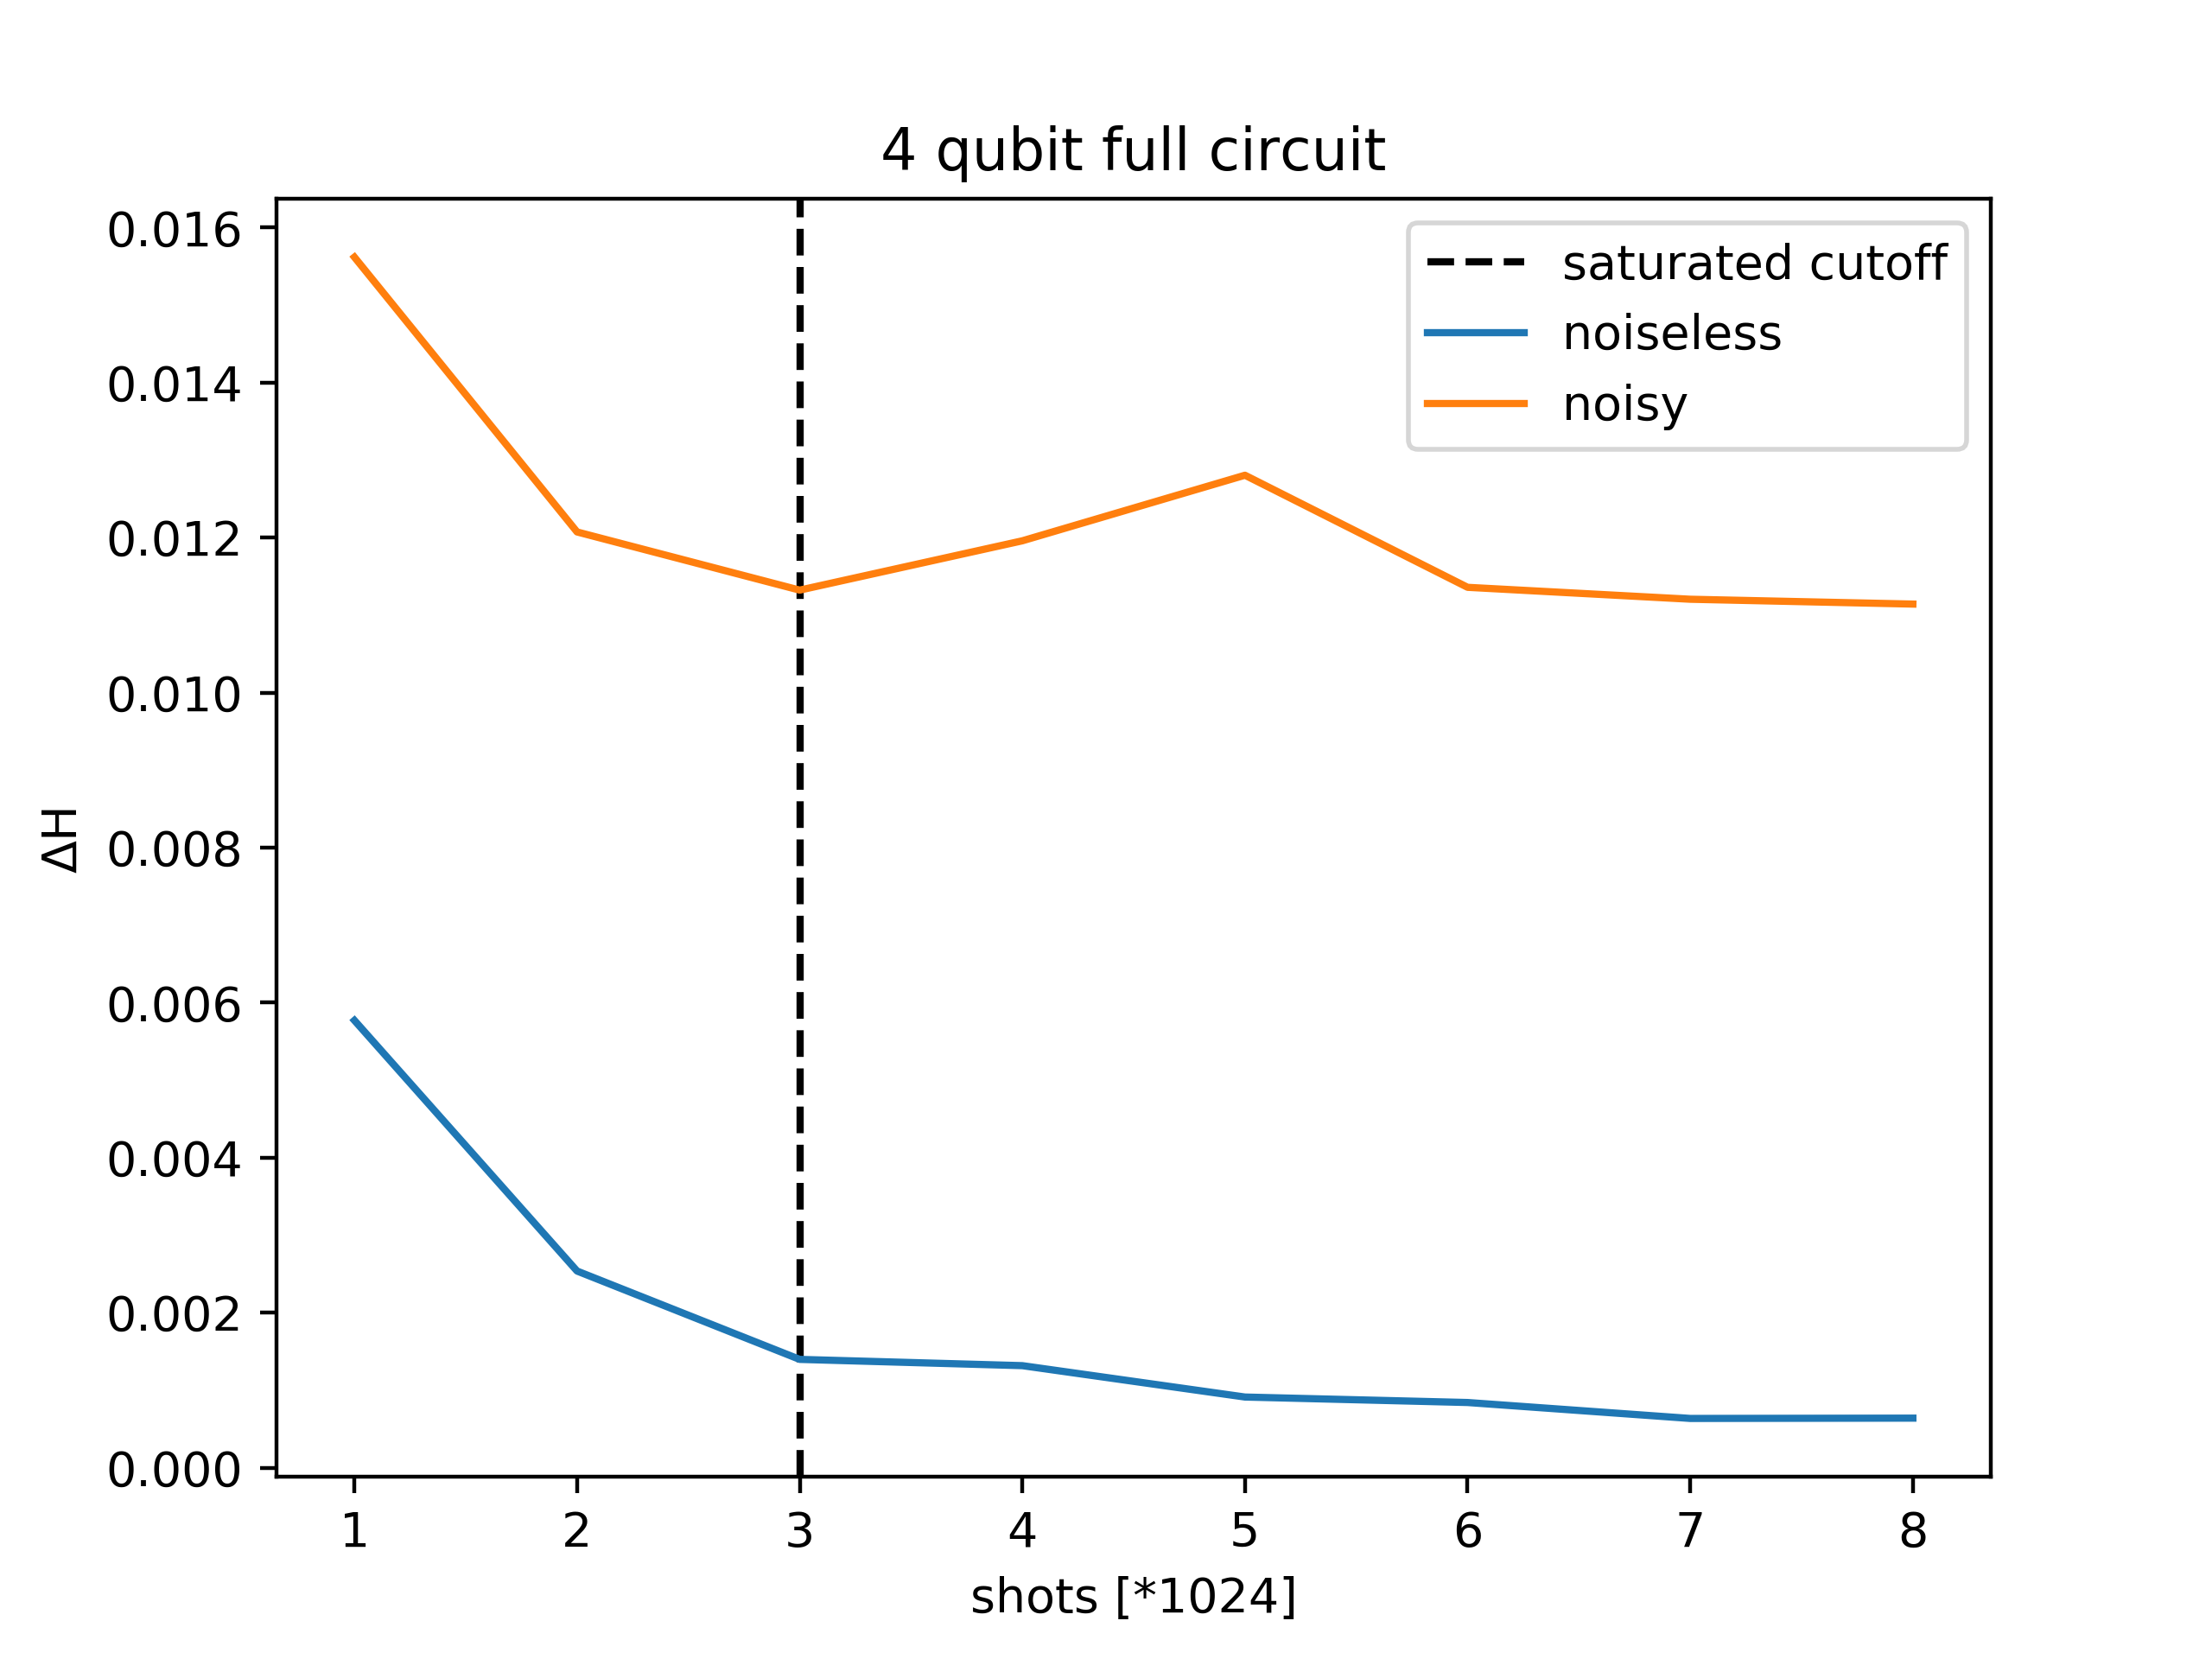 4 qubit full circuit
saturated cutoff
noiseless
noisy
0.016
0.014
0.012
0.010
0.008
0.006
0.004
0.002
0.000
ΔH
1 2 3 4 5 6 7 8
shots [*1024]